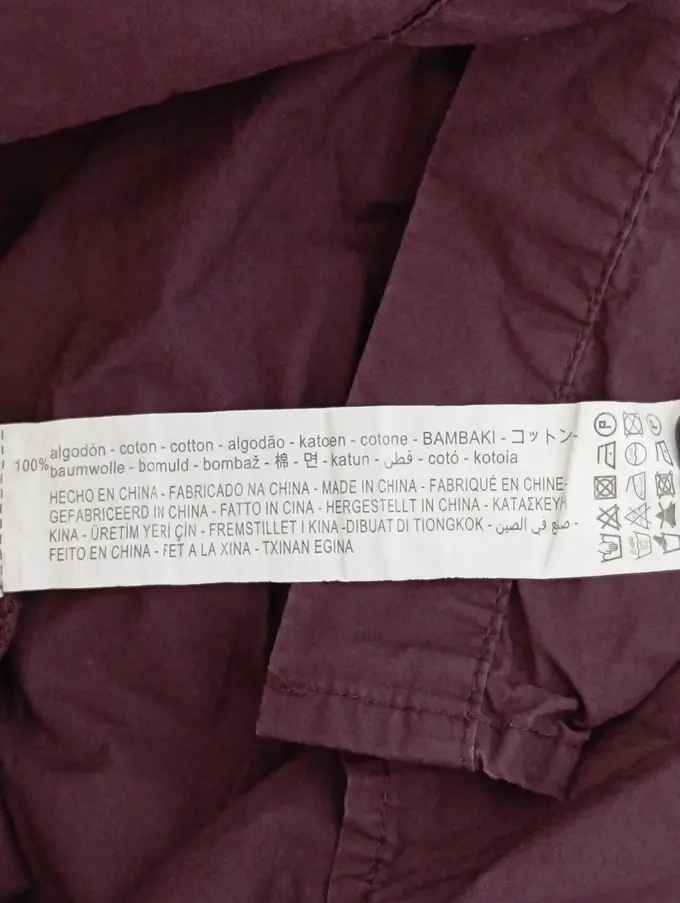 100%
algodón - coton - cotton - algodão - katoen - cotone - BAMBAKI - コットン-
baumwolle - bomuld - bombaž - 棉 - 면 - katun - قطن - cotó - kotoia
HECHO EN CHINA - FABRICADO NA CHINA - MADE IN CHINA - FABRIQUÉ EN CHINE-
GEFABRICEERD IN CHINA - FATTO IN CINA - HERGESTELLT IN CHINA - ΚΑΤΑΣΚΕΥΗ
KINA - ÜRETIM YERİ ÇİN - FREMSTILLET I KINA -DIBUAT DI TIONGKOK - صنع في الصين -
FEITO EN CHINA - FET A LA XINA - TXINAN EGINA
P